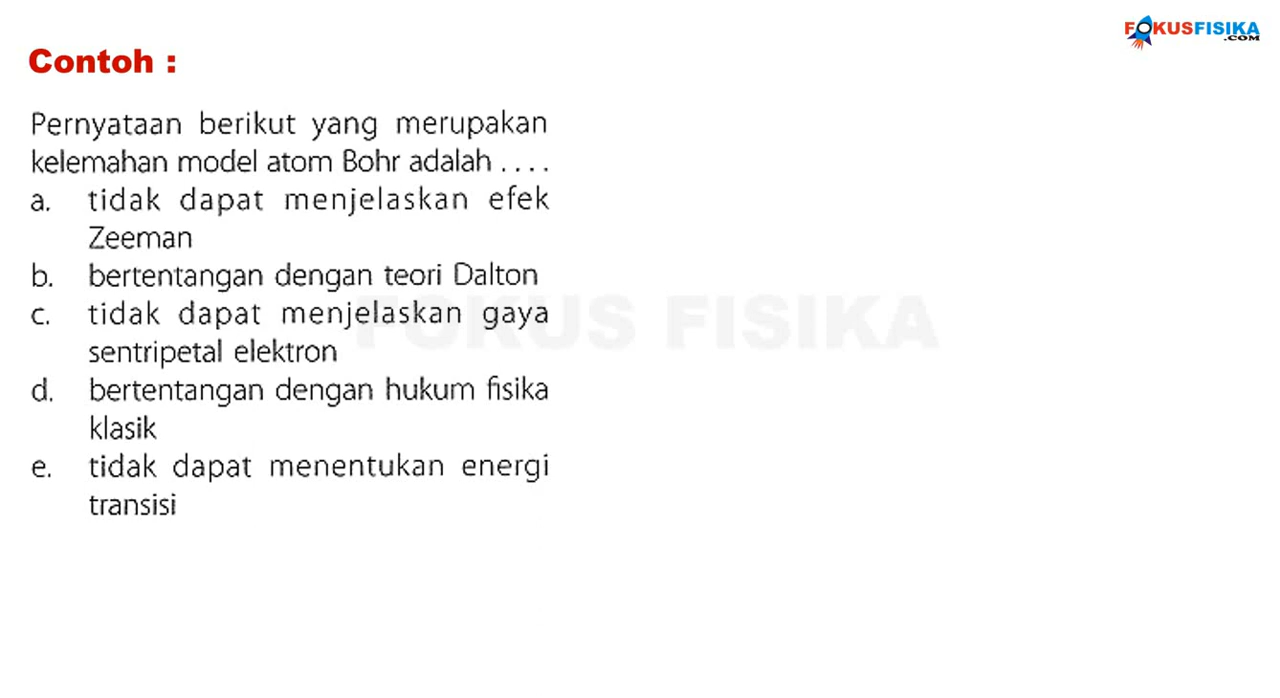 FOKUSFISIKA
.COM
Contoh :
Pernyataan berikut yang merupakan
kelemahan model atom Bohr adalah . . . .
a. tidak dapat menjelaskan efek
Zeeman
b. bertentangan dengan teori Dalton
c. tidak dapat menjelaskan gaya
sentripetal elektron
d. bertentangan dengan hukum fisika
klasik
e. tidak dapat menentukan energi
transisi
FOKUS FISIKA